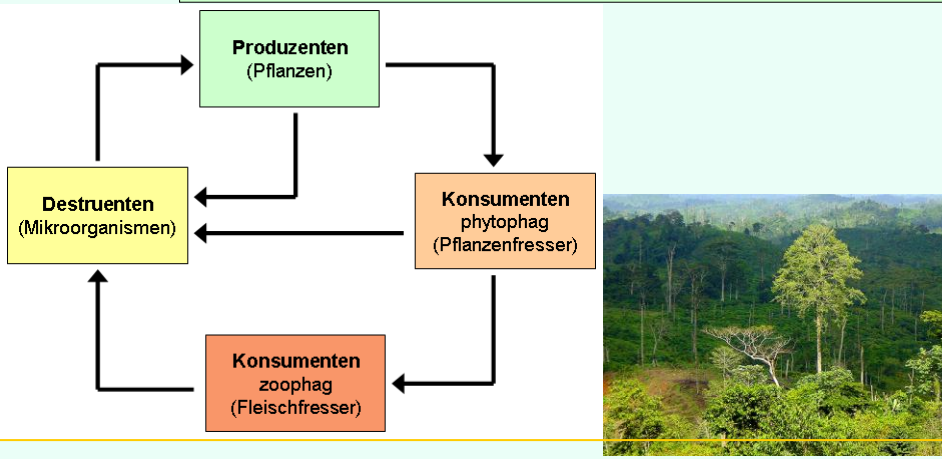 Produzenten
(Pflanzen)
Destruenten
(Mikroorganismen)
Konsumenten
phytophag
(Pflanzenfresser)
Konsumenten
zoophag
(Fleischfresser)